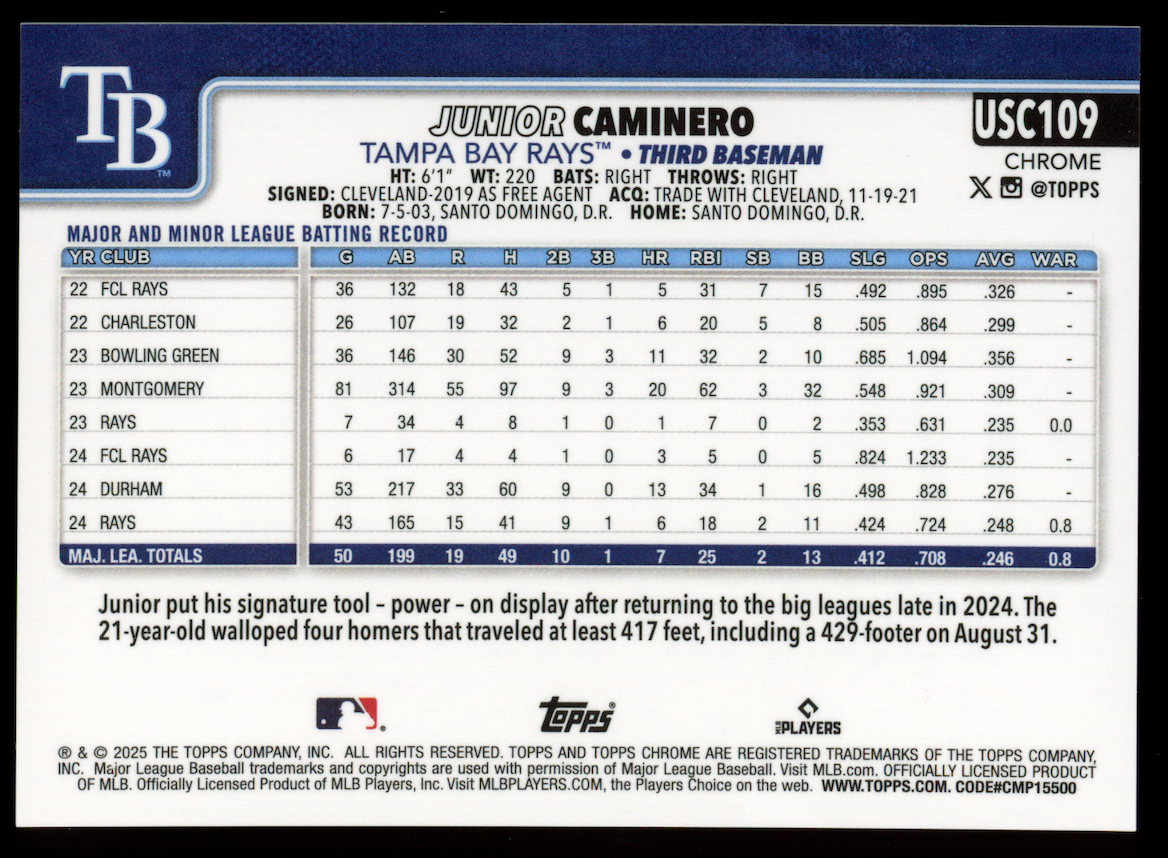 TB™
JUNIOR CAMINERO
USC109
TAMPA BAY RAYS™ • THIRD BASEMAN
CHROME
HT: 6'1" WT: 220 BATS: RIGHT THROWS: RIGHT
@TOPPS
SIGNED: CLEVELAND-2019 AS FREE AGENT ACQ: TRADE WITH CLEVELAND, 11-19-21
BORN: 7-5-03, SANTO DOMINGO, D.R. HOME: SANTO DOMINGO, D.R.
MAJOR AND MINOR LEAGUE BATTING RECORD
YR CLUB G AB R H 2B 3B HR RBI SB BB SLG OPS AVG WAR
22 FCL RAYS 36 132 18 43 5 1 5 31 7 15 .492 .895 .326 -
22 CHARLESTON 26 107 19 32 2 1 6 20 5 8 .505 .864 .299 -
23 BOWLING GREEN 36 146 30 52 9 3 11 32 2 10 .685 1.094 .356 -
23 MONTGOMERY 81 314 55 97 9 3 20 62 3 32 .548 .921 .309 -
23 RAYS 7 34 4 8 1 0 1 7 0 2 .353 .631 .235 0.0
24 FCL RAYS 6 17 4 4 1 0 3 5 0 5 .824 1.233 .235 -
24 DURHAM 53 217 33 60 9 0 13 34 1 16 .498 .828 .276 -
24 RAYS 43 165 15 41 9 1 6 18 2 11 .424 .724 .248 0.8
MAJ. LEA. TOTALS 50 199 19 49 10 1 7 25 2 13 .412 .708 .246 0.8
Junior put his signature tool – power – on display after returning to the big leagues late in 2024. The
21-year-old walloped four homers that traveled at least 417 feet, including a 429-footer on August 31.
Topps®
MLB PLAYERS
® & © 2025 THE TOPPS COMPANY, INC. ALL RIGHTS RESERVED. TOPPS AND TOPPS CHROME ARE REGISTERED TRADEMARKS OF THE TOPPS COMPANY,
INC. Major League Baseball trademarks and copyrights are used with permission of Major League Baseball. Visit MLB.com. OFFICIALLY LICENSED PRODUCT
OF MLB. Officially Licensed Product of MLB Players, Inc. Visit MLBPLAYERS.COM, the Players Choice on the web. WWW.TOPPS.COM. CODE#CMP15500